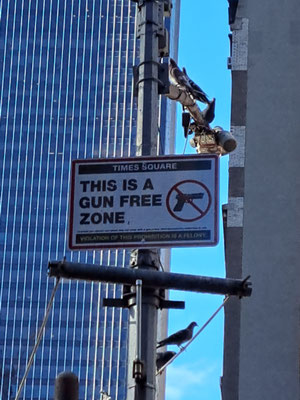 TIMES SQUARE
THIS IS A
GUN FREE
ZONE.
VIOLATION OF THIS PROHIBITION IS A FELONY.